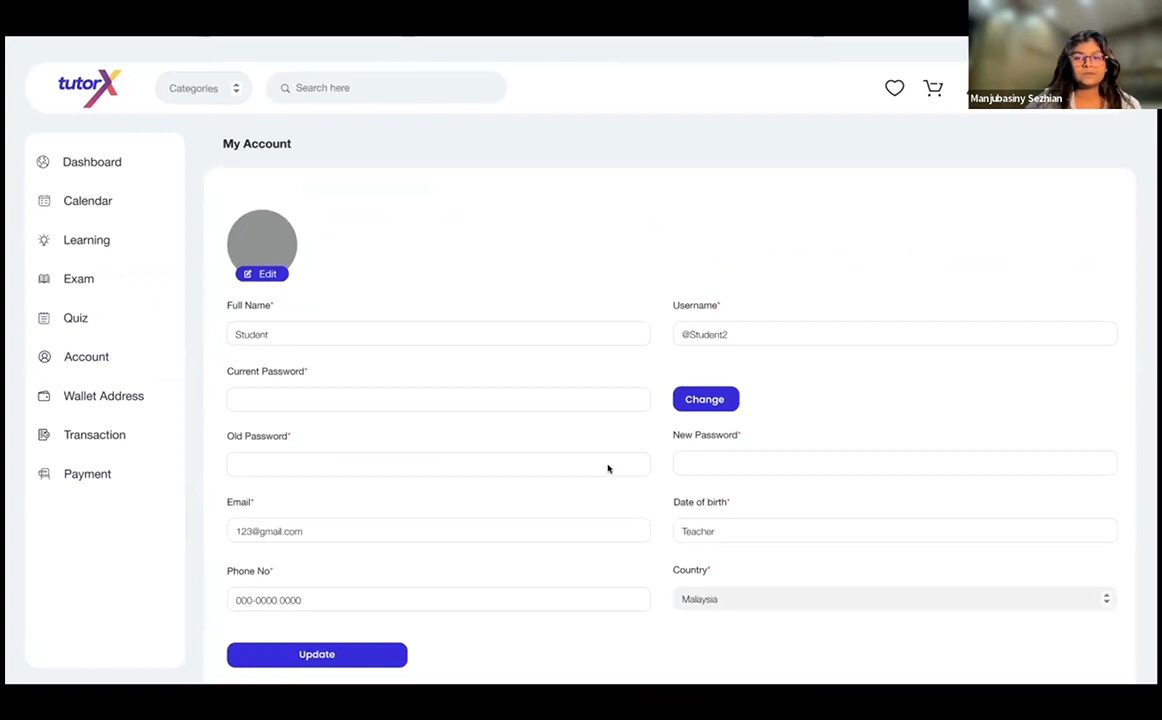 tutorX
Categories
Search here
Manjubasiny Sezhian
My Account
Dashboard
Calendar
Learning
Exam
Quiz
Account
Wallet Address
Transaction
Payment
Edit
Full Name*
Username*
Student
@Student2
Current Password*
Change
Old Password*
New Password*
Email*
Date of birth*
123@gmail.com
Teacher
Phone No*
Country*
000-0000 0000
Malaysia
Update